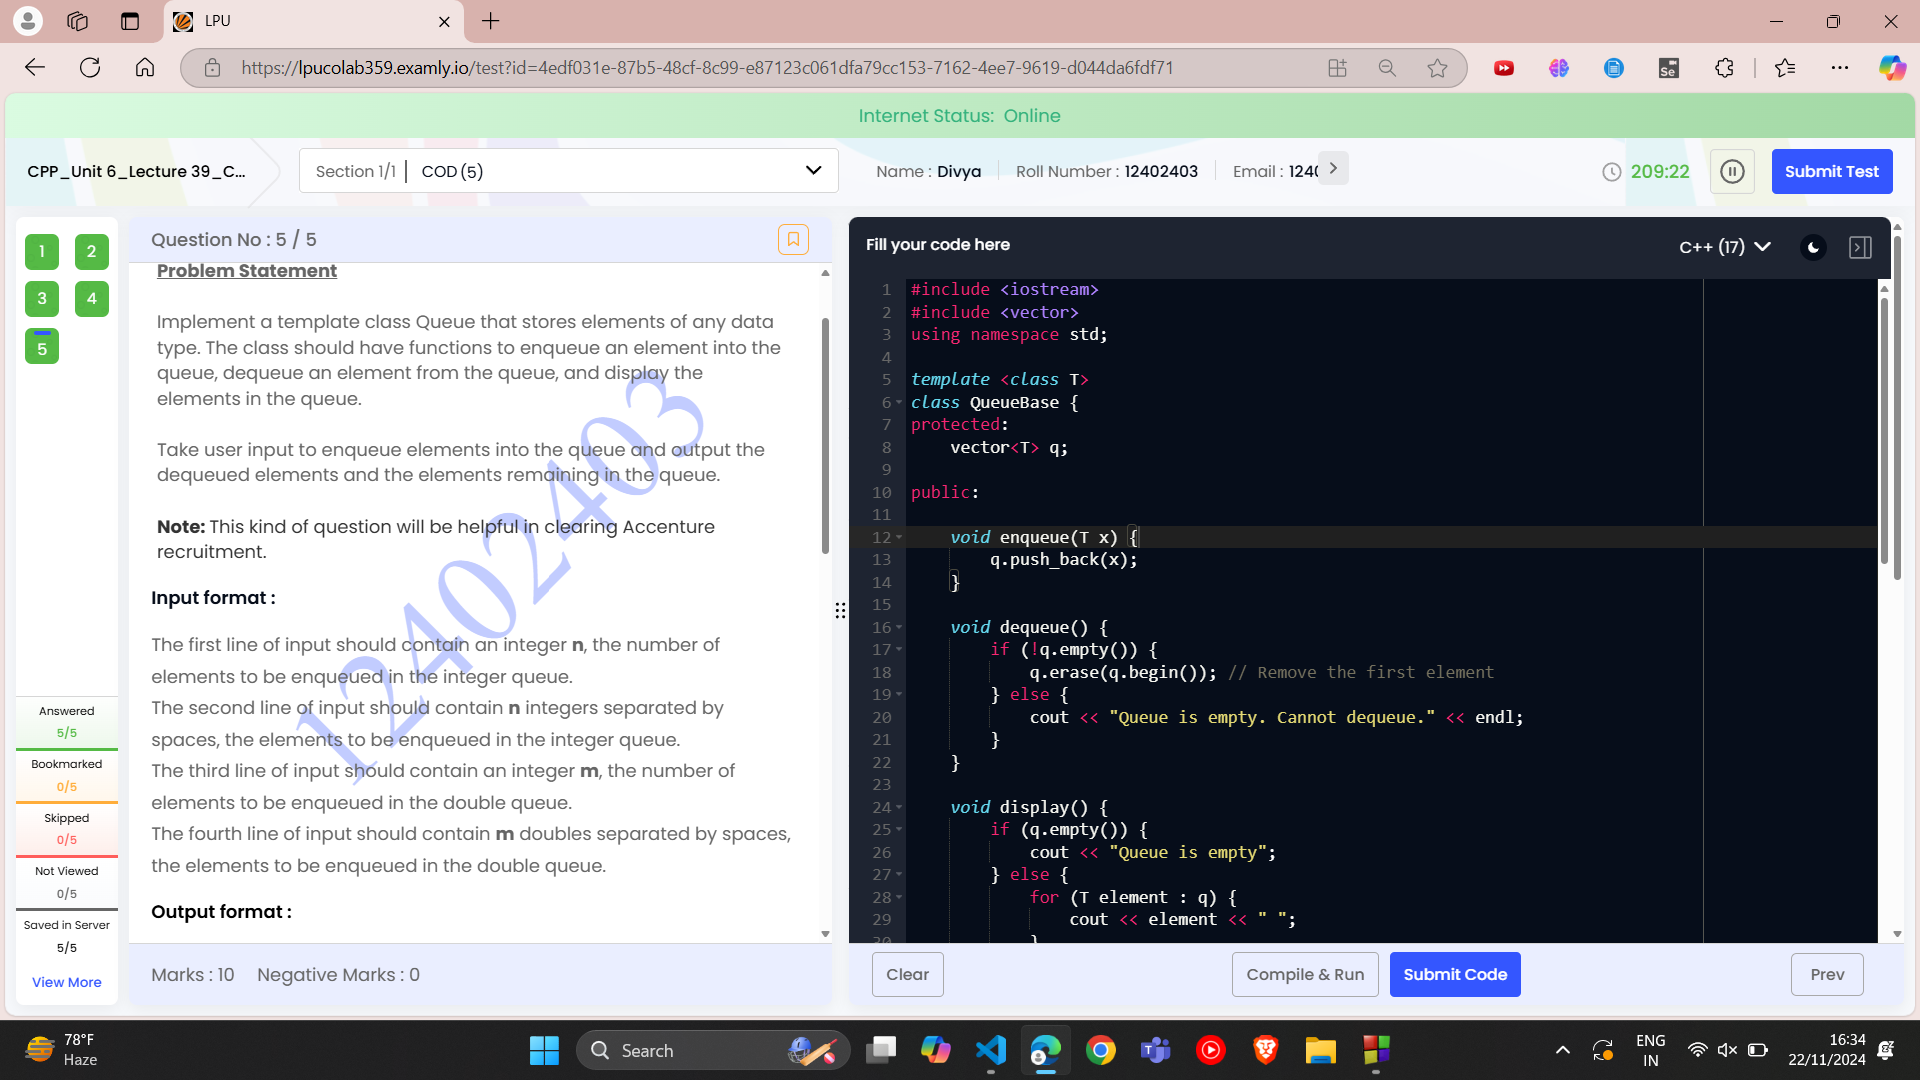 LPU
https://lpucolab359.examly.io/test?id=4edf031e-87b5-48cf-8c99-e87123c061dfa79cc153-7162-4ee7-9619-d044da6fdf71
Internet Status: Online
CPP_Unit 6_Lecture 39_C...
Section 1/1 | COD (5)
Name : Divya
Roll Number : 12402403
Email : 1240
209:22
Submit Test
1 2
3 4
5
Answered
5/5
Bookmarked
0/5
Skipped
0/5
Not Viewed
0/5
Saved in Server
5/5
View More
Question No : 5 / 5
Problem Statement
Implement a template class Queue that stores elements of any data
type. The class should have functions to enqueue an element into the
queue, dequeue an element from the queue, and display the
elements in the queue.
Take user input to enqueue elements into the queue and output the
dequeued elements and the elements remaining in the queue.
Note: This kind of question will be helpful in clearing Accenture
recruitment.
Input format :
The first line of input should contain an integer n, the number of
elements to be enqueued in the integer queue.
The second line of input should contain n integers separated by
spaces, the elements to be enqueued in the integer queue.
The third line of input should contain an integer m, the number of
elements to be enqueued in the double queue.
The fourth line of input should contain m doubles separated by spaces,
the elements to be enqueued in the double queue.
Output format :
12402403
Marks : 10 Negative Marks : 0
Fill your code here
C++ (17)
1 #include <iostream>
2 #include <vector>
3 using namespace std;
4
5 template <class T>
6 class QueueBase {
7 protected:
8 vector<T> q;
9
10 public:
11
12 void enqueue(T x) {
13 q.push_back(x);
14 }
15
16 void dequeue() {
17 if (!q.empty()) {
18 q.erase(q.begin()); // Remove the first element
19 } else {
20 cout << "Queue is empty. Cannot dequeue." << endl;
21 }
22 }
23
24 void display() {
25 if (q.empty()) {
26 cout << "Queue is empty";
27 } else {
28 for (T element : q) {
29 cout << element << " ";
30 }
Clear
Compile & Run
Submit Code
Prev
78°F
Haze
Search
ENG
IN
16:34
22/11/2024